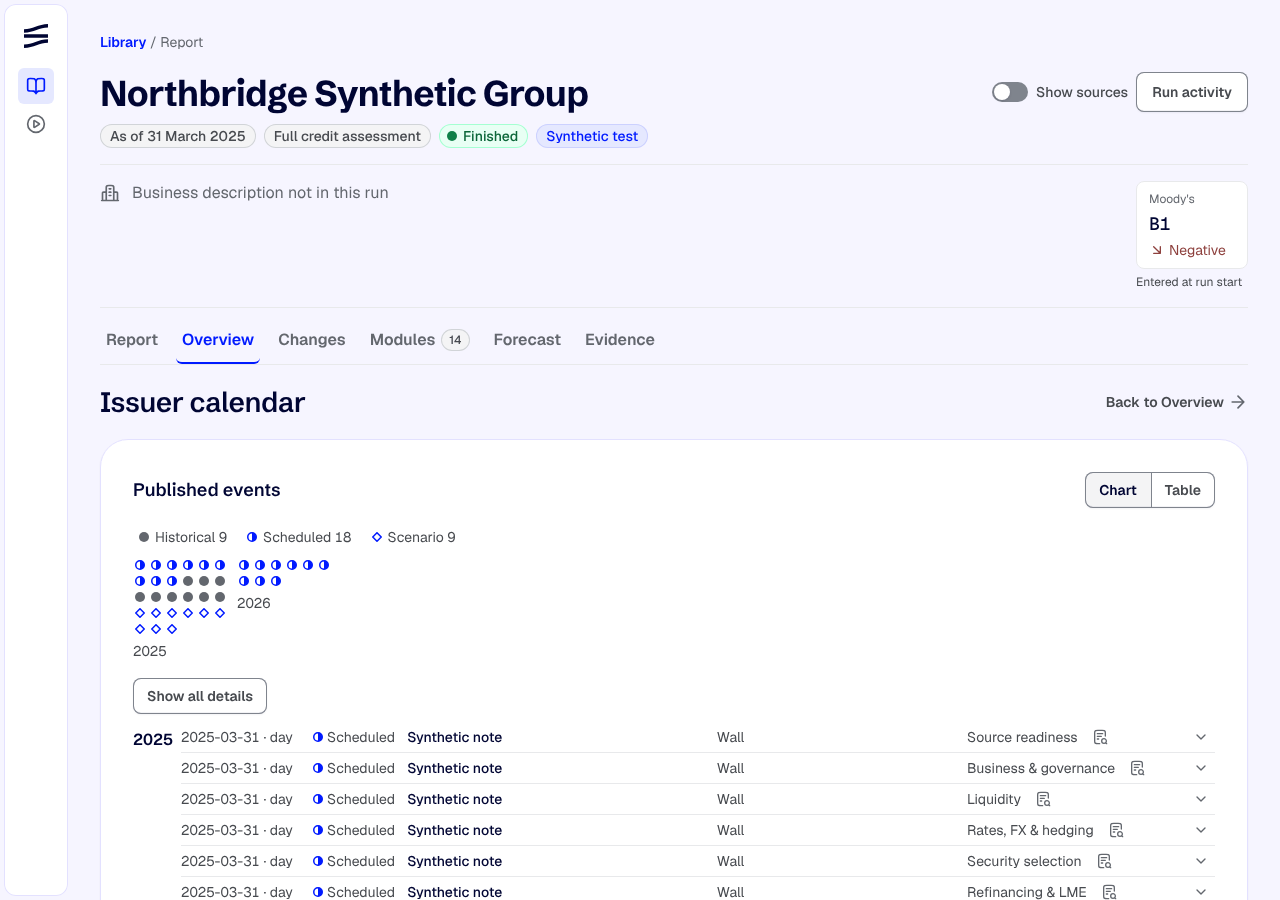 Library / Report
Northbridge Synthetic Group
Show sources
Run activity
As of 31 March 2025
Full credit assessment
Finished
Synthetic test
Business description not in this run
Moody's
B1
Negative
Entered at run start
Report
Overview
Changes
Modules 14
Forecast
Evidence
Issuer calendar
Back to Overview
Published events
Chart
Table
Historical 9
Scheduled 18
Scenario 9
2026
2025
Show all details
2025
2025-03-31 · day Scheduled Synthetic note Wall Source readiness
2025-03-31 · day Scheduled Synthetic note Wall Business & governance
2025-03-31 · day Scheduled Synthetic note Wall Liquidity
2025-03-31 · day Scheduled Synthetic note Wall Rates, FX & hedging
2025-03-31 · day Scheduled Synthetic note Wall Security selection
2025-03-31 · day Scheduled Synthetic note Wall Refinancing & LME